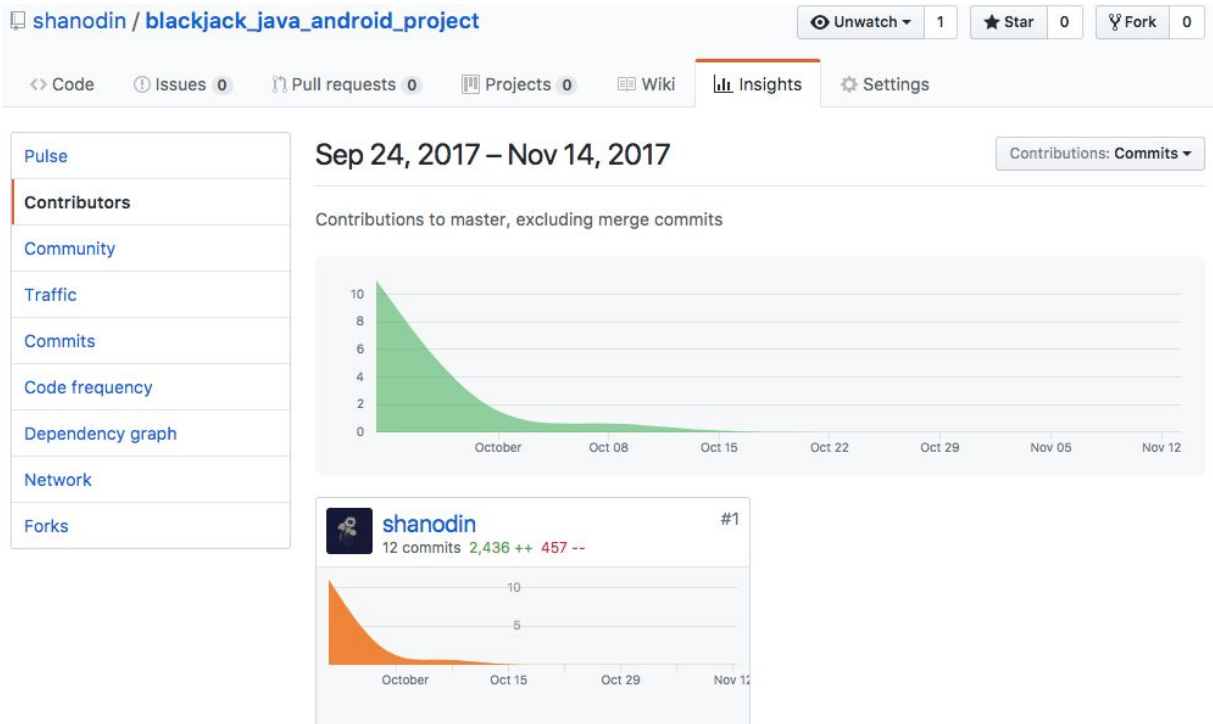 shanodin / blackjack_java_android_project
Unwatch 1 Star 0 Fork 0
<> Code Issues 0 Pull requests 0 Projects 0 Wiki Insights Settings
Pulse
Contributors
Community
Traffic
Commits
Code frequency
Dependency graph
Network
Forks
Sep 24, 2017 – Nov 14, 2017
Contributions: Commits
Contributions to master, excluding merge commits
10
8
6
4
2
0
October Oct 08 Oct 15 Oct 22 Oct 29 Nov 05 Nov 12
shanodin #1
12 commits 2,436 ++ 457 --
10
5
October Oct 15 Oct 29 Nov 12